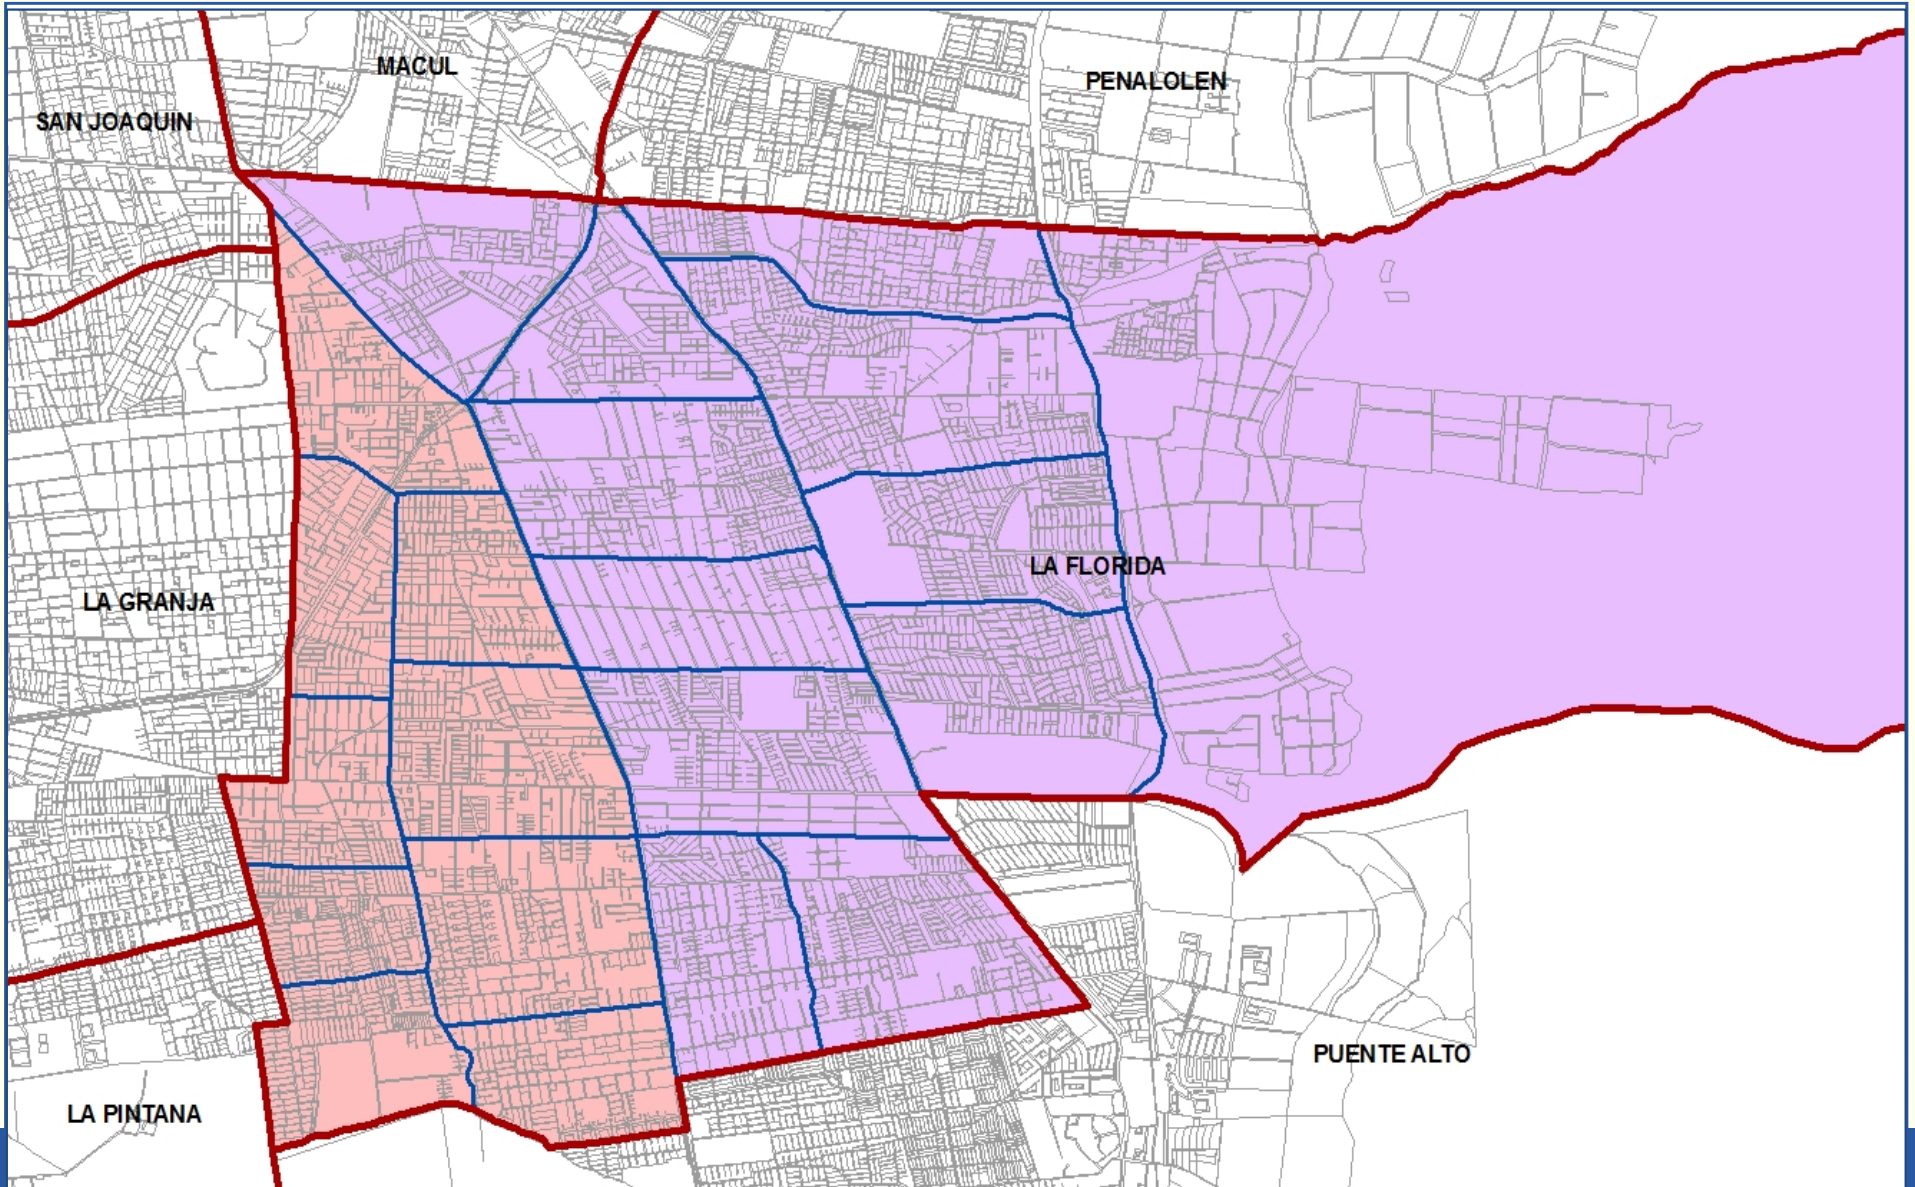 MACUL
PENALOLEN
SAN JOAQUIN
LA FLORIDA
LA GRANJA
PUENTE ALTO
LA PINTANA